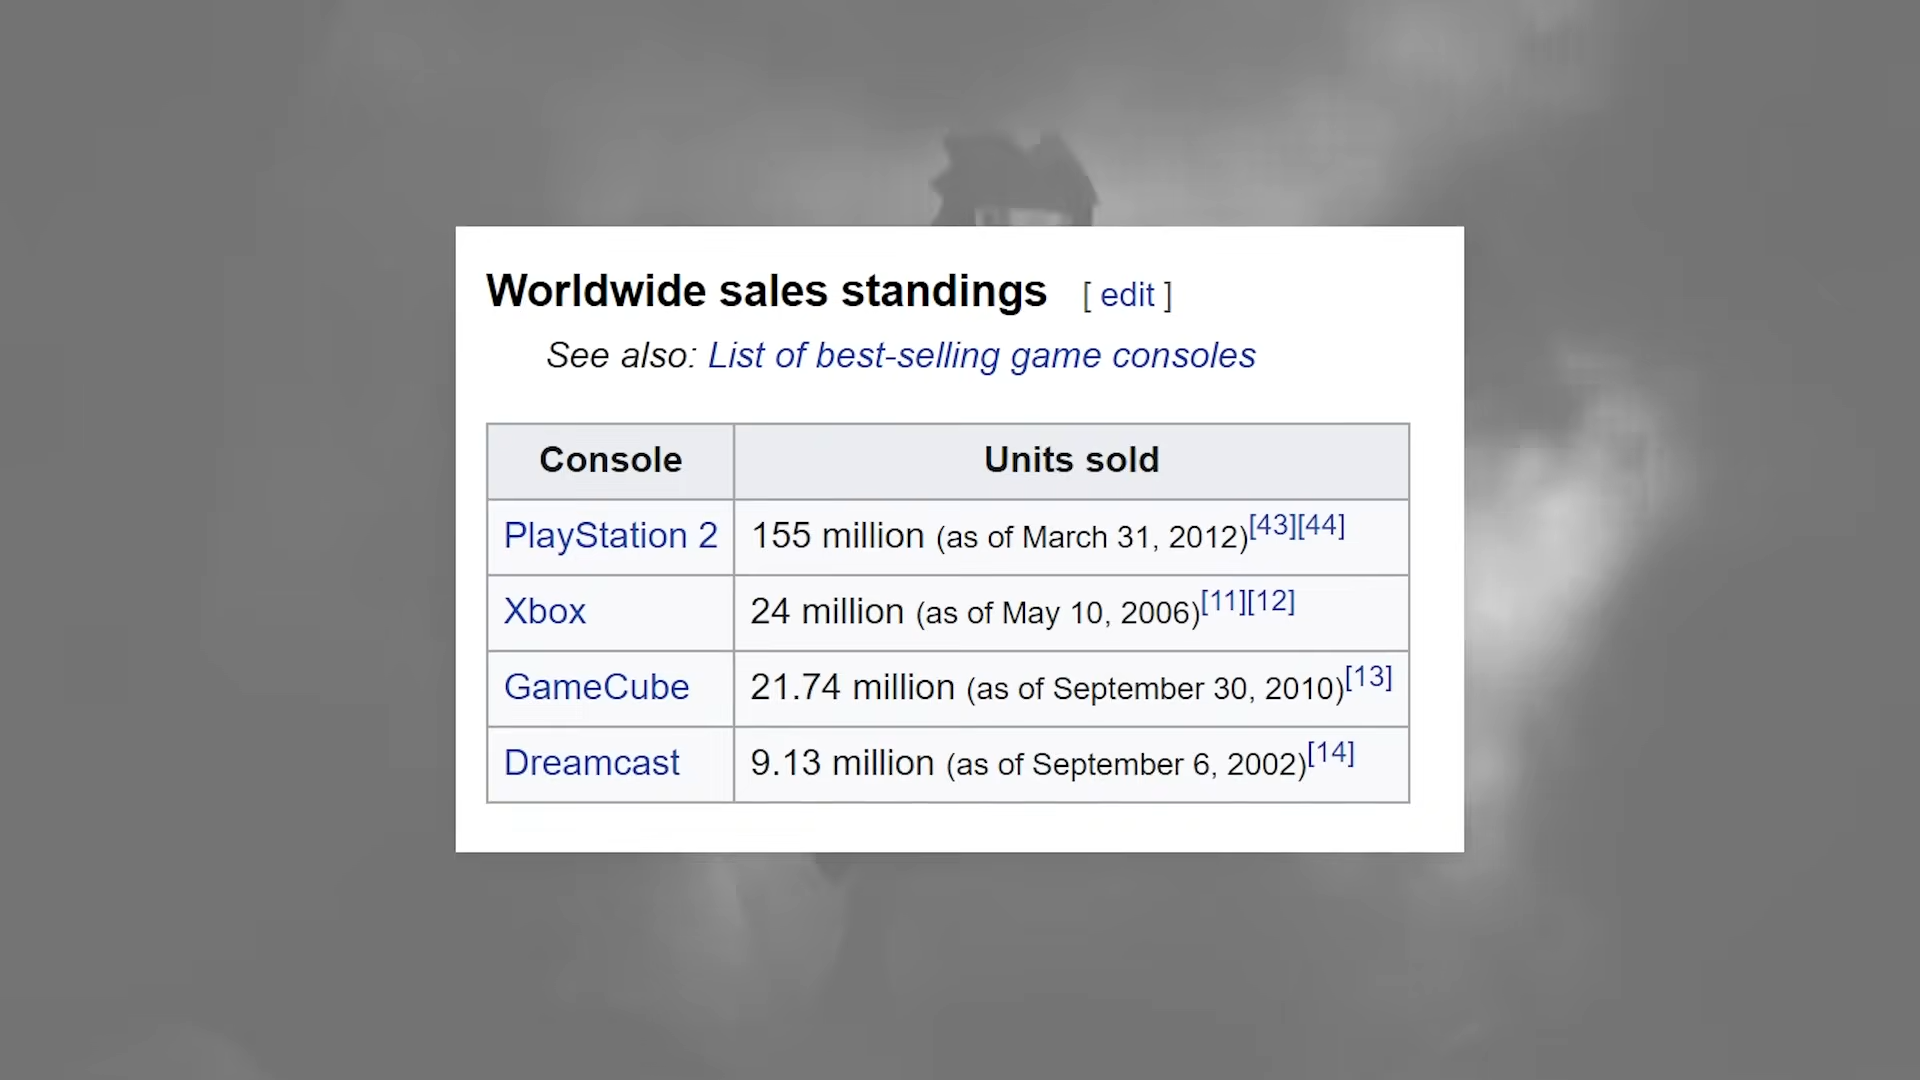 Worldwide sales standings [ edit ]
See also: List of best-selling game consoles
Console Units sold
PlayStation 2 155 million (as of March 31, 2012)[43][44]
Xbox 24 million (as of May 10, 2006)[11][12]
GameCube 21.74 million (as of September 30, 2010)[13]
Dreamcast 9.13 million (as of September 6, 2002)[14]